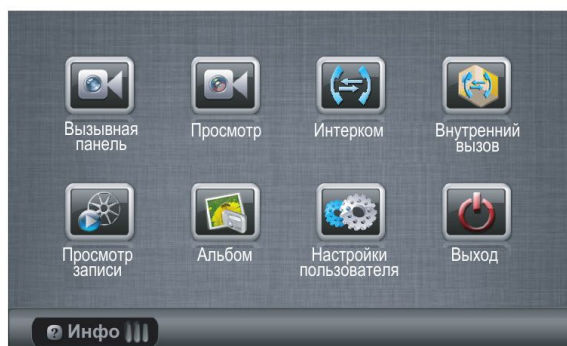 Вызывная
панель
Просмотр
Интерком
Внутренний
вызов
Просмотр
записи
Альбом
Настройки
пользователя
Выход
? Инфо